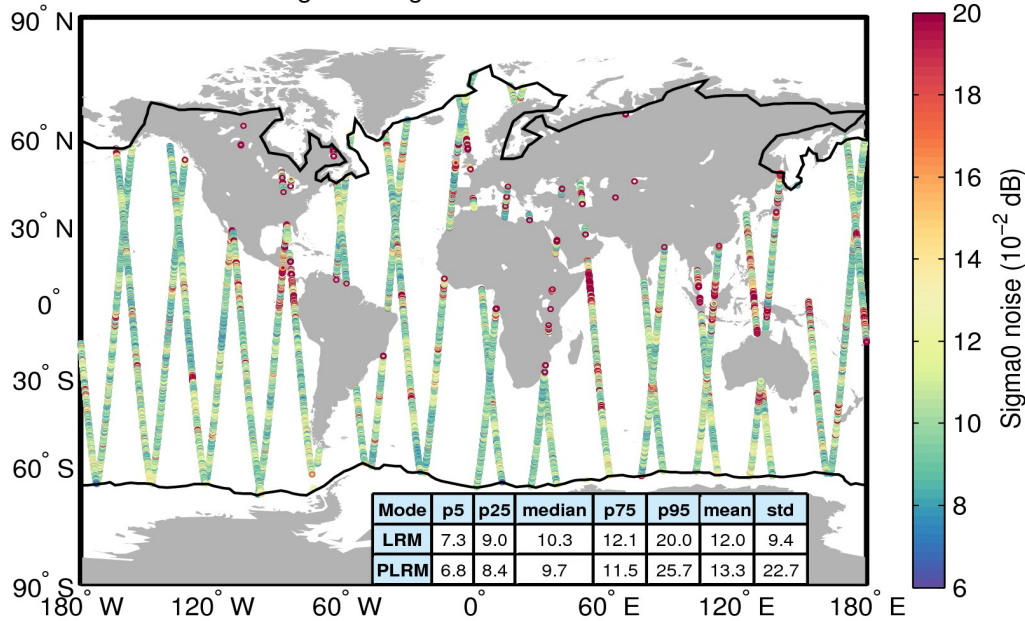 90° N
60° N
30° N
0°
30° S
60° S
90° S
180° W 120° W 60° W 0° 60° E 120° E 180° E
Mode p5 p25 median p75 p95 mean std
LRM 7.3 9.0 10.3 12.1 20.0 12.0 9.4
PLRM 6.8 8.4 9.7 11.5 25.7 13.3 22.7
20
18
16
14
12
10
8
6
Sigma0 noise (10⁻² dB)